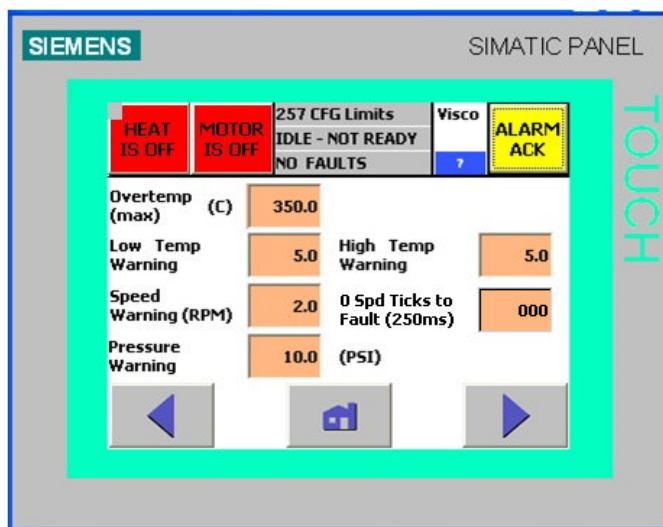 SIEMENS
SIMATIC PANEL
TOUCH
HEAT
IS OFF
MOTOR
IS OFF
257 CFG Limits
IDLE - NOT READY
NO FAULTS
Visco
?
ALARM
ACK
Overtemp (C)
(max)
350.0
Low Temp
Warning
5.0
High Temp
Warning
5.0
Speed
Warning (RPM)
2.0
0 Spd Ticks to
Fault (250ms)
000
Pressure
Warning
10.0
(PSI)